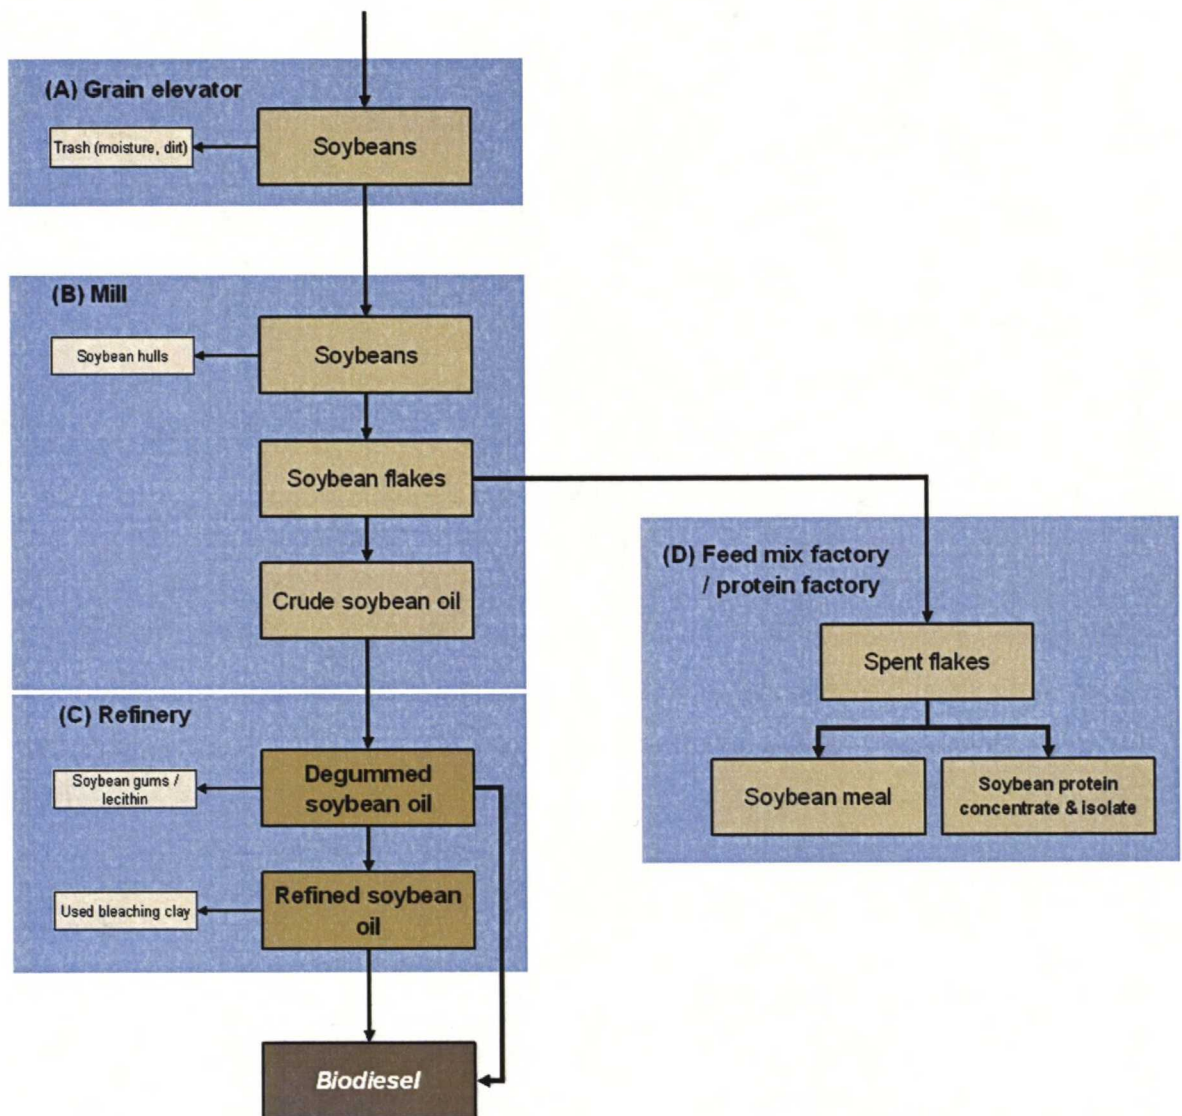 (A) Grain elevator
Trash (moisture, dirt)
Soybeans
(B) Mill
Soybean hulls
Soybeans
Soybean flakes
Crude soybean oil
(C) Refinery
Soybean gums /
lecithin
Degummed
soybean oil
Used bleaching clay
Refined soybean
oil
Biodiesel
(D) Feed mix factory
/ protein factory
Spent flakes
Soybean meal
Soybean protein
concentrate & isolate